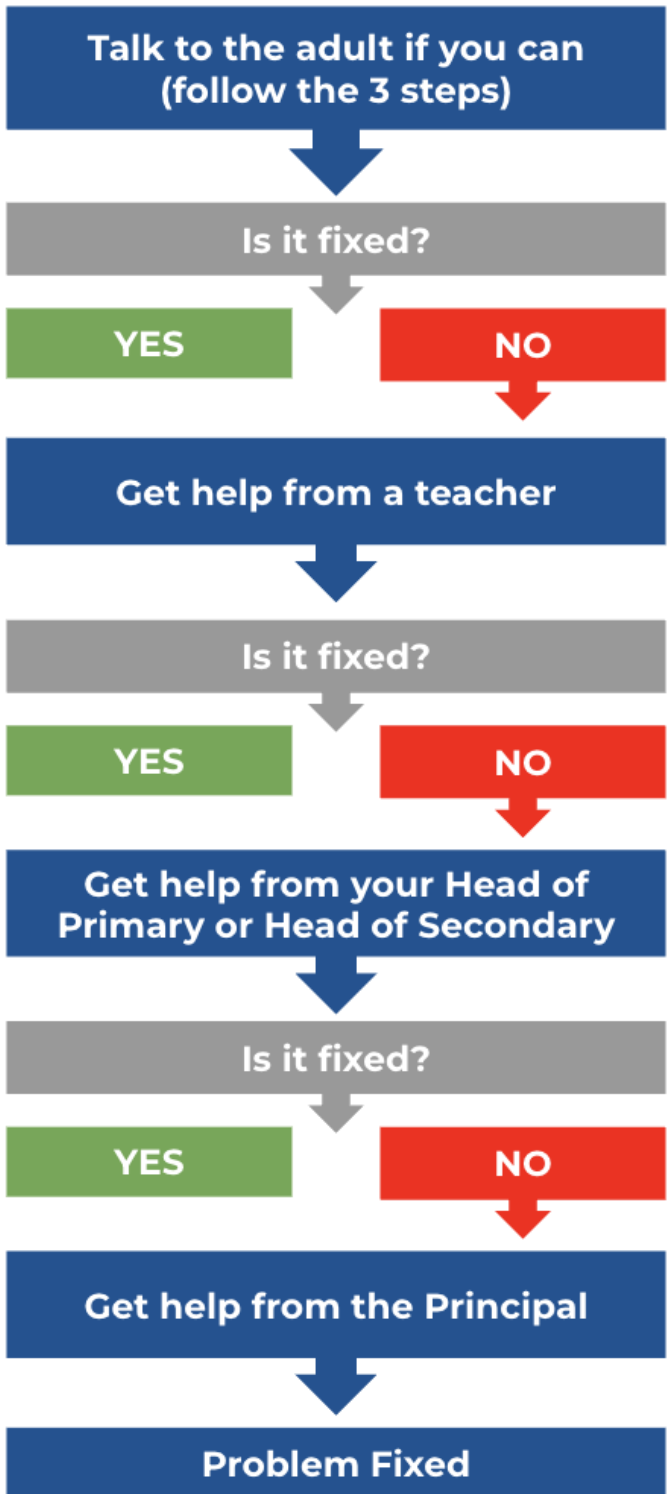 Talk to the adult if you can
(follow the 3 steps)
Is it fixed?
YES
NO
Get help from a teacher
Is it fixed?
YES
NO
Get help from your Head of
Primary or Head of Secondary
Is it fixed?
YES
NO
Get help from the Principal
Problem Fixed